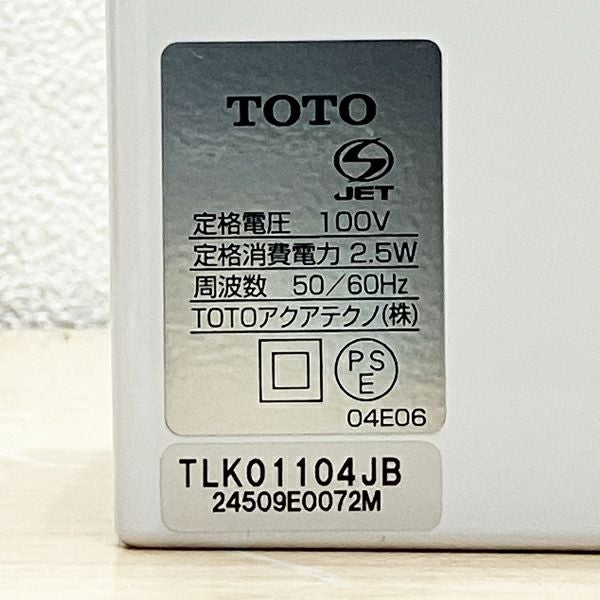 TOTO
S
JET
定格電圧 100V
定格消費電力 2.5W
周波数 50／60Hz
TOTOアクアテクノ(株)
PS
E
04E06
TLK01104JB
24509E0072M